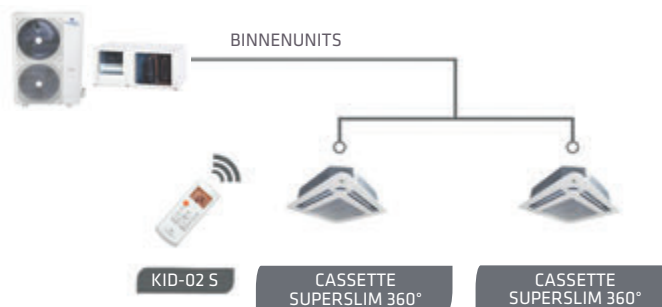 BINNENUNITS
KID-02 S
CASSETTE
SUPERSLIM 360°
CASSETTE
SUPERSLIM 360°